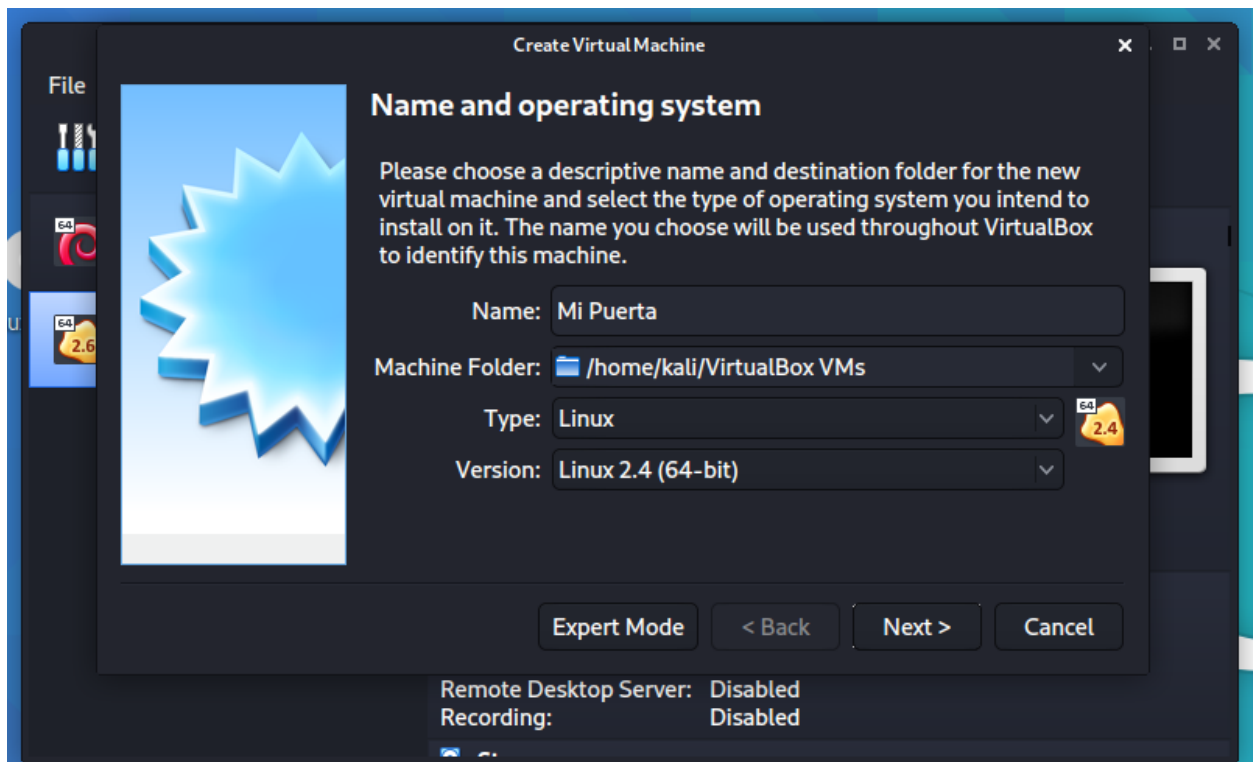 Create Virtual Machine
File
Name and operating system
Please choose a descriptive name and destination folder for the new
virtual machine and select the type of operating system you intend to
install on it. The name you choose will be used throughout VirtualBox
to identify this machine.
64
Name: Mi Puerta
64
2.6
Machine Folder: /home/kali/VirtualBox VMs
Type: Linux
64
2.4
Version: Linux 2.4 (64-bit)
Expert Mode < Back Next > Cancel
Remote Desktop Server: Disabled
Recording: Disabled